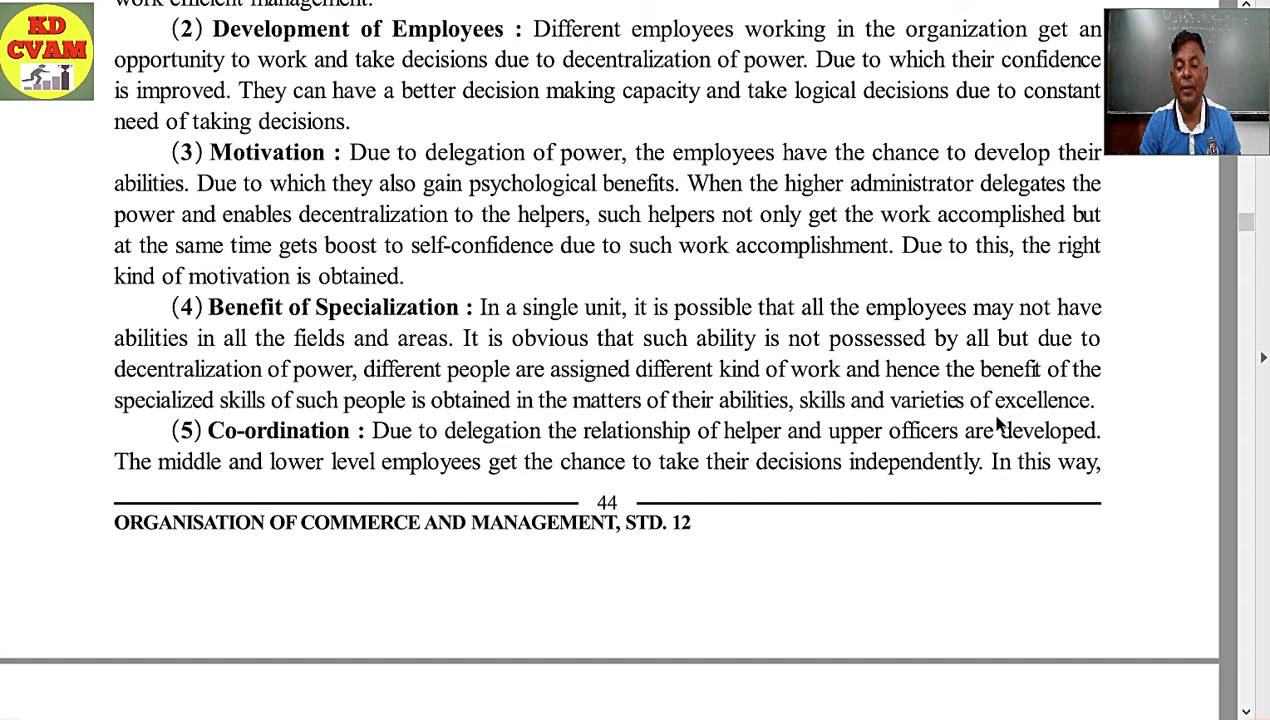 KD
CVAM
work efficient management.
(2) Development of Employees : Different employees working in the organization get an
opportunity to work and take decisions due to decentralization of power. Due to which their confidence
is improved. They can have a better decision making capacity and take logical decisions due to constant
need of taking decisions.
(3) Motivation : Due to delegation of power, the employees have the chance to develop their
abilities. Due to which they also gain psychological benefits. When the higher administrator delegates the
power and enables decentralization to the helpers, such helpers not only get the work accomplished but
at the same time gets boost to self-confidence due to such work accomplishment. Due to this, the right
kind of motivation is obtained.
(4) Benefit of Specialization : In a single unit, it is possible that all the employees may not have
abilities in all the fields and areas. It is obvious that such ability is not possessed by all but due to
decentralization of power, different people are assigned different kind of work and hence the benefit of the
specialized skills of such people is obtained in the matters of their abilities, skills and varieties of excellence.
(5) Co-ordination : Due to delegation the relationship of helper and upper officers are developed.
The middle and lower level employees get the chance to take their decisions independently. In this way,
44
ORGANISATION OF COMMERCE AND MANAGEMENT, STD. 12